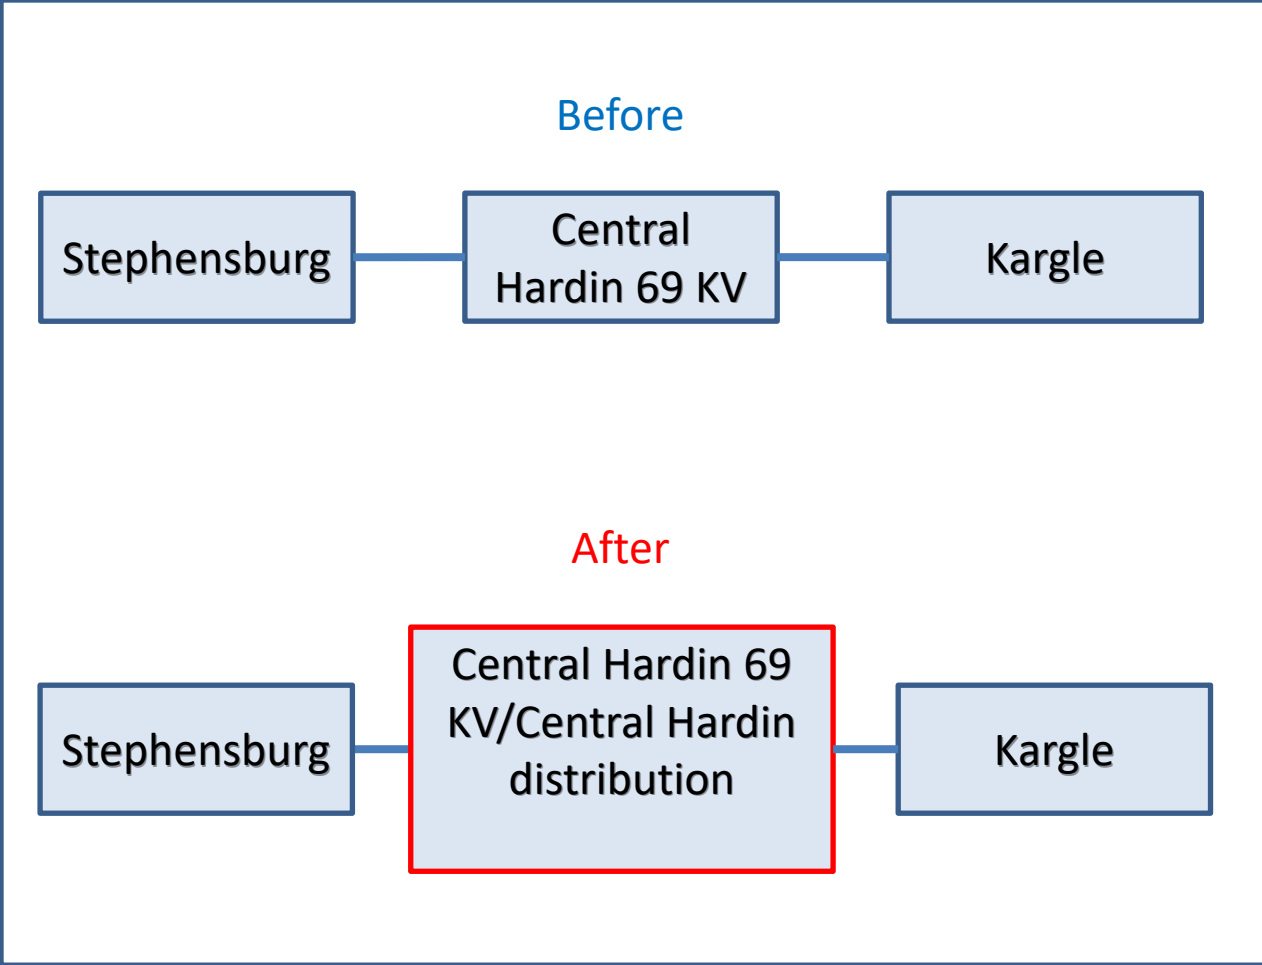 Before
Stephensburg
Central
Hardin 69 KV
Kargle
After
Stephensburg
Central Hardin 69
KV/Central Hardin
distribution
Kargle